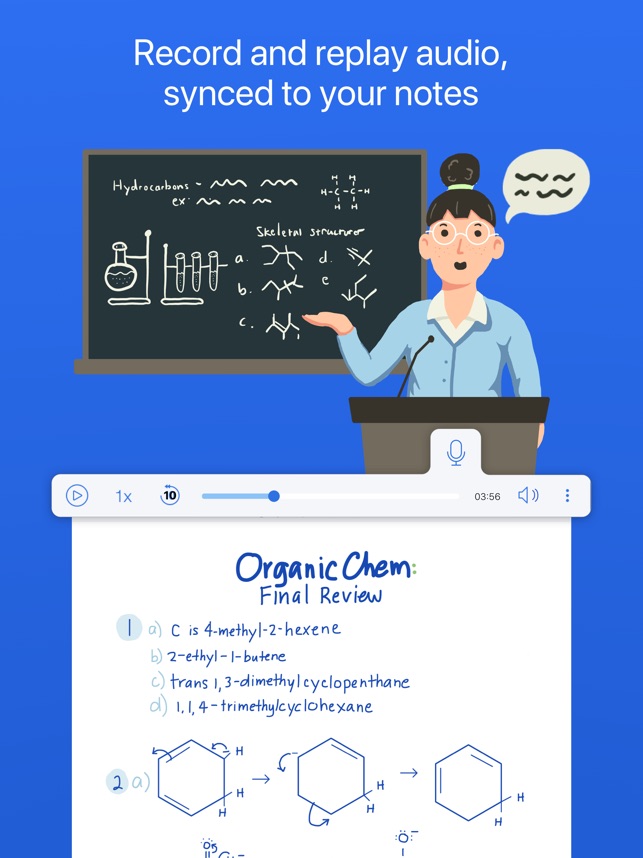 Record and replay audio,
synced to your notes
Hydrocarbons -
ex:
H H
H-C-C-H
H H
Skeletal structures
a. d.
b. e
c.
1x
10
03:56
Organic Chem:
Final Review
1 a) C is 4-methyl-2-hexene
b) 2-ethyl-1-butene
c) trans 1,3-dimethylcyclopenthane
d) 1,1,4-trimethylcyclohexane
2 a)
H
H
H
H
H
H
H